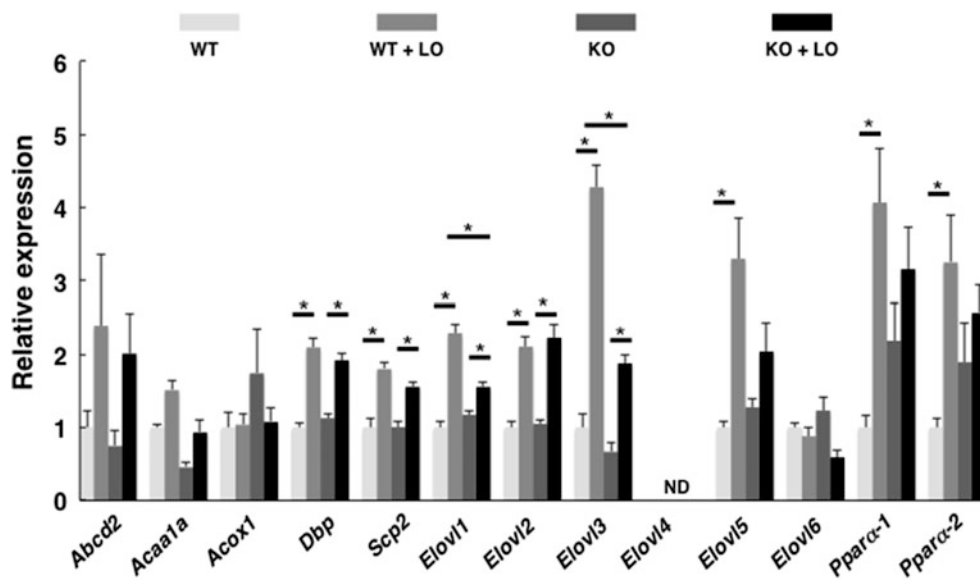 WT WT + LO KO KO + LO
Relative expression
6
5
4
3
2
1
0
* * * * * * * * * * * * * * * *
ND
Abcd2 Acaa1a Acox1 Dbp Scp2 Elovl1 Elovl2 Elovl3 Elovl4 Elovl5 Elovl6 Pparα-1 Pparα-2